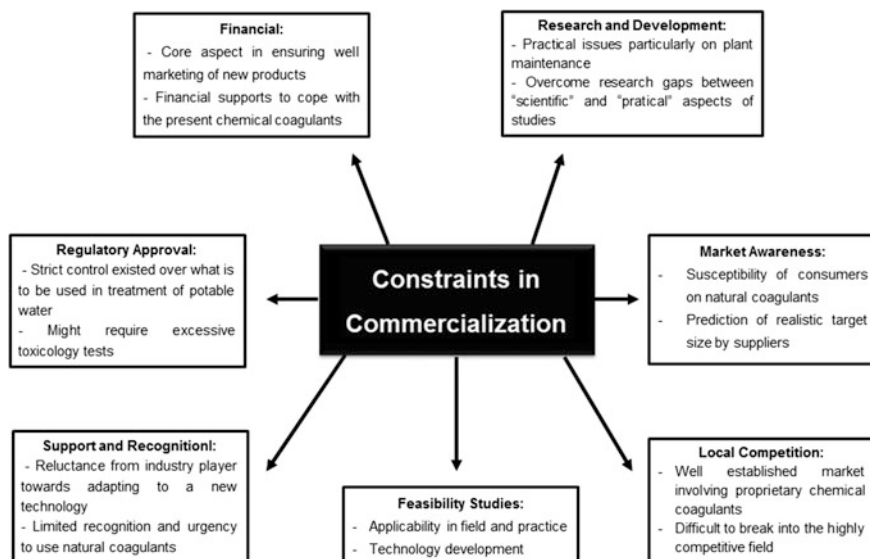 Financial:
- Core aspect in ensuring well
marketing of new products
- Financial supports to cope with
the present chemical coagulants
Research and Development:
- Practical issues particularly on plant
maintenance
- Overcome research gaps between
"scientific" and "pratical" aspects of
studies
Regulatory Approval:
- Strict control existed over what is
to be used in treatment of potable
water
- Might require excessive
toxicology tests
Constraints in
Commercialization
Market Awareness:
- Susceptibility of consumers
on natural coagulants
- Prediction of realistic target
size by suppliers
Support and Recognitionl:
- Reluctance from industry player
towards adapting to a new
technology
- Limited recognition and urgency
to use natural coagulants
Feasibility Studies:
- Applicability in field and practice
- Technology development
Local Competition:
- Well established market
involving proprietary chemical
coagulants
- Difficult to break into the highly
competitive field